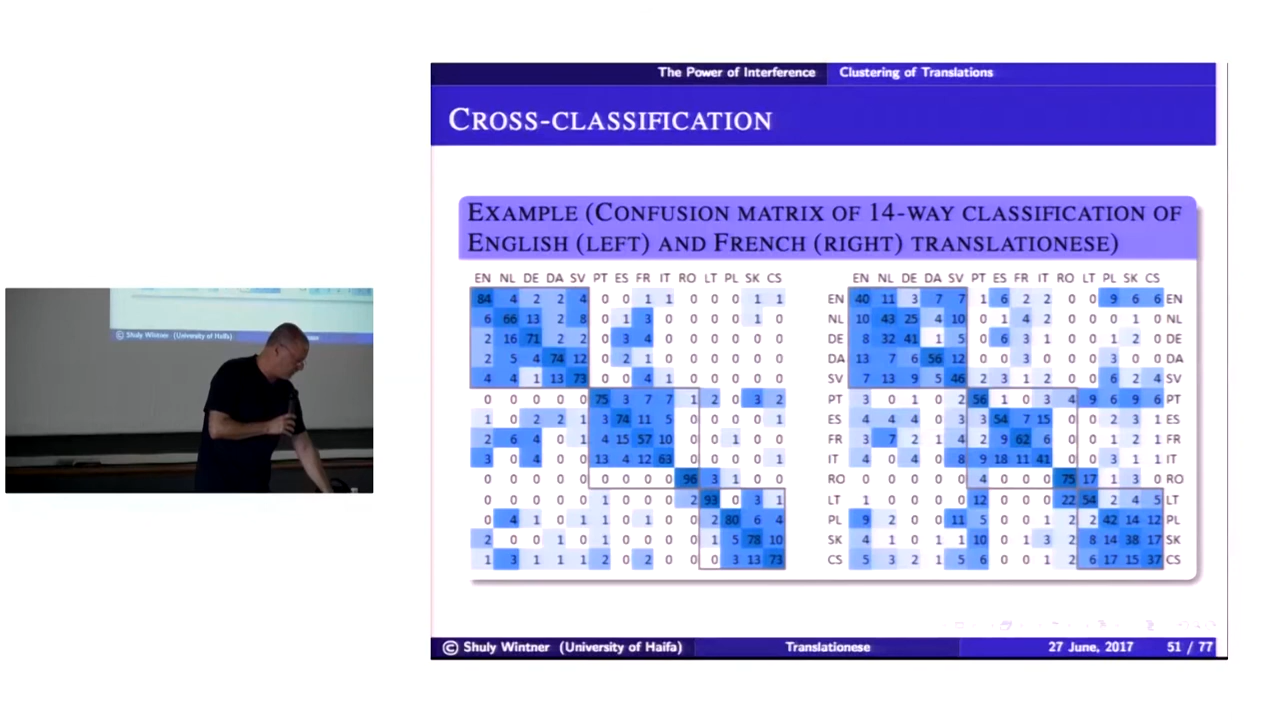 The Power of Interference Clustering of Translations
CROSS-CLASSIFICATION
EXAMPLE (CONFUSION MATRIX OF 14-WAY CLASSIFICATION OF
ENGLISH (LEFT) AND FRENCH (RIGHT) TRANSLATIONESE)
EN NL DE DA SV PT ES FR IT RO LT PL SK CS EN NL DE DA SV PT ES FR IT RO LT PL SK CS
84 4 2 2 4 0 0 1 1 0 0 0 1 1 EN 40 11 3 7 7 1 6 2 2 0 0 9 6 6 EN
6 66 13 2 8 0 1 3 0 0 0 0 1 0 NL 10 43 25 4 10 0 1 4 2 0 0 0 1 0 NL
2 16 71 2 2 0 3 4 0 0 0 0 0 0 DE 8 32 41 1 5 0 6 3 1 0 0 1 2 0 DE
2 5 4 74 12 0 2 1 0 0 0 0 0 0 DA 13 7 6 56 12 0 0 3 0 0 0 3 0 0 DA
4 4 1 13 73 0 0 4 1 0 0 0 0 0 SV 7 13 9 5 46 2 3 1 2 0 0 6 2 4 SV
0 0 0 0 0 75 3 7 7 1 2 0 3 2 PT 3 0 1 0 2 56 1 0 3 4 9 6 9 6 PT
1 0 2 2 1 3 74 11 5 0 0 0 0 1 ES 4 4 4 0 3 5 54 7 15 0 0 2 3 1 ES
2 6 4 0 1 4 15 57 10 0 0 1 0 0 FR 3 7 2 1 4 2 9 62 6 0 0 1 2 1 FR
3 0 4 0 0 13 4 12 63 0 0 0 0 1 IT 4 0 4 0 8 9 18 11 41 0 0 3 1 1 IT
0 0 0 0 0 0 0 0 0 96 3 1 0 0 RO 0 0 0 0 0 4 0 0 0 75 17 1 3 0 RO
0 0 0 0 0 1 0 0 0 2 93 0 3 1 LT 1 0 0 0 0 12 0 0 0 22 54 2 4 5 LT
0 4 1 0 1 1 0 1 0 0 2 80 6 4 PL 9 2 0 0 11 5 0 0 1 2 2 42 14 12 PL
2 0 0 1 0 1 0 0 0 0 1 5 78 10 SK 4 1 0 1 1 10 0 1 3 2 8 14 38 17 SK
1 3 1 1 1 2 0 2 0 0 0 3 13 73 CS 5 3 2 1 5 6 0 0 1 2 6 17 15 37 CS
© Shuly Wintner (University of Haifa)
© Shuly Wintner (University of Haifa) Translationese 27 June, 2017 51 / 77